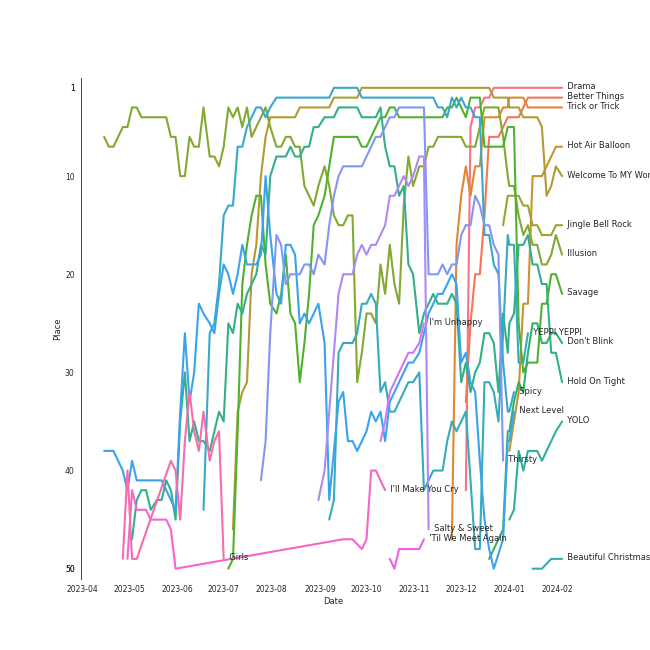 1
10
20
30
40
50
Place
2023-04
2023-05
2023-06
2023-07
2023-08
2023-09
2023-10
2023-11
2023-12
2024-01
2024-02
Date
Drama
Better Things
Trick or Trick
Hot Air Balloon
Welcome To MY Wor
Jingle Bell Rock
Illusion
Savage
I'm Unhappy
YEPPI YEPPI
Don't Blink
Hold On Tight
Spicy
Next Level
YOLO
Thirsty
I'll Make You Cry
Salty & Sweet
'Til We Meet Again
Girls
Beautiful Christmas